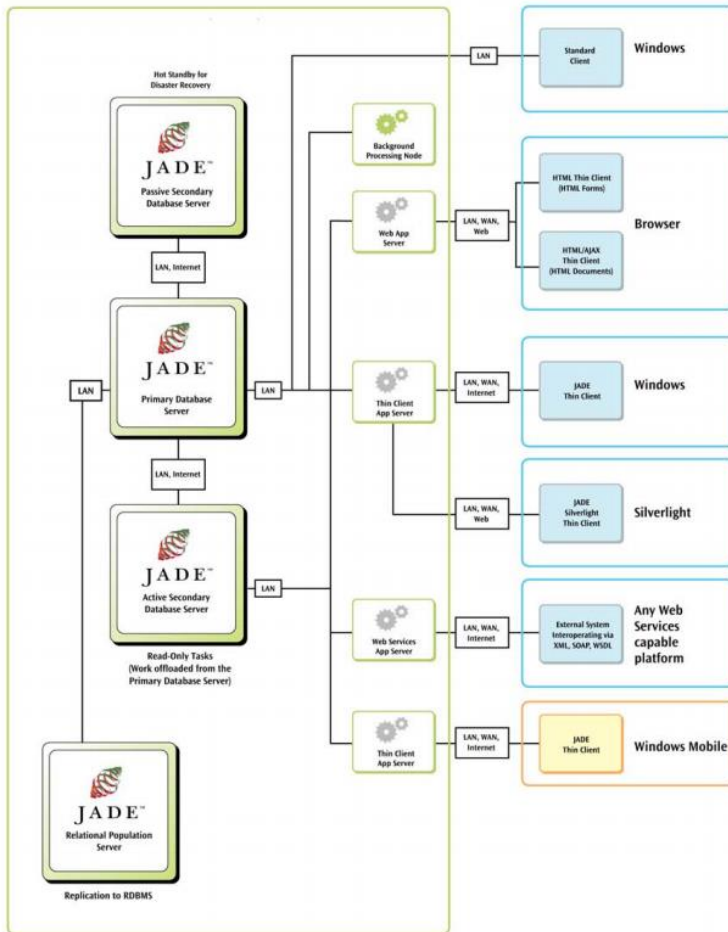 Hot Standby for
Disaster Recovery
JADE™
Passive Secondary
Database Server
LAN, Internet
JADE™
Primary Database
Server
LAN
LAN
LAN, Internet
JADE™
Active Secondary
Database Server
LAN
Read-Only Tasks
(Work offloaded from the
Primary Database Server)
JADE™
Relational Population
Server
Replication to RDBMS
Background
Processing Node
Web App
Server
Thin Client
App Server
Web Services
App Server
Thin Client
App Server
LAN
Standard
Client
Windows
LAN, WAN,
Web
HTML Thin Client
(HTML Forms)
HTML/AJAX
Thin Client
(HTML Documents)
Browser
LAN, WAN,
Internet
JADE
Thin Client
Windows
LAN, WAN,
Web
JADE
Silverlight
Thin Client
Silverlight
LAN, WAN,
Internet
External System
Interoperating via
XML, SOAP, WSDL
Any Web
Services
capable
platform
LAN, WAN,
Internet
JADE
Thin Client
Windows Mobile